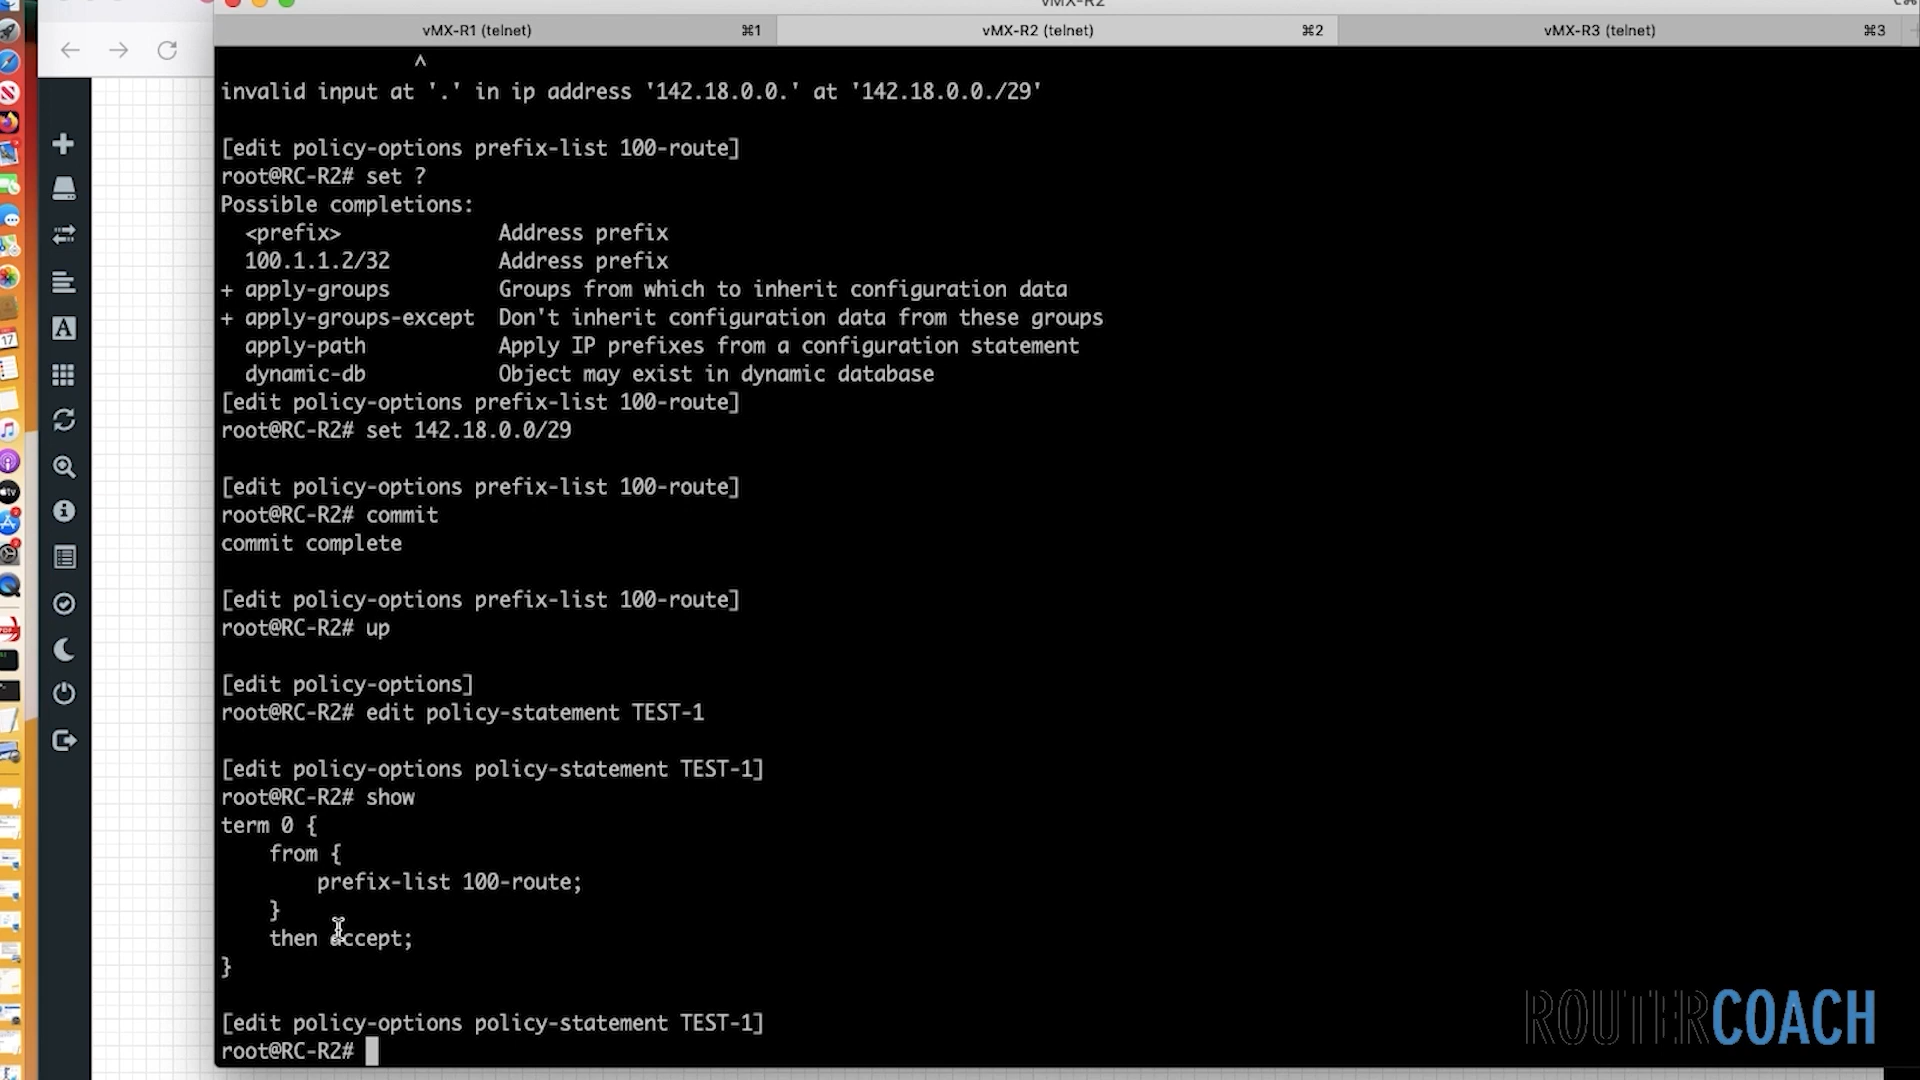 vMX-R2
vMX-R1 (telnet) ⌘1 vMX-R2 (telnet) ⌘2 vMX-R3 (telnet) ⌘3
^
invalid input at '.' in ip address '142.18.0.0.' at '142.18.0.0./29'
[edit policy-options prefix-list 100-route]
root@RC-R2# set ?
Possible completions:
<prefix> Address prefix
100.1.1.2/32 Address prefix
+ apply-groups Groups from which to inherit configuration data
+ apply-groups-except Don't inherit configuration data from these groups
apply-path Apply IP prefixes from a configuration statement
dynamic-db Object may exist in dynamic database
[edit policy-options prefix-list 100-route]
root@RC-R2# set 142.18.0.0/29
[edit policy-options prefix-list 100-route]
root@RC-R2# commit
commit complete
[edit policy-options prefix-list 100-route]
root@RC-R2# up
[edit policy-options]
root@RC-R2# edit policy-statement TEST-1
[edit policy-options policy-statement TEST-1]
root@RC-R2# show
term 0 {
from {
prefix-list 100-route;
}
then accept;
}
[edit policy-options policy-statement TEST-1]
root@RC-R2#
ROUTERCOACH